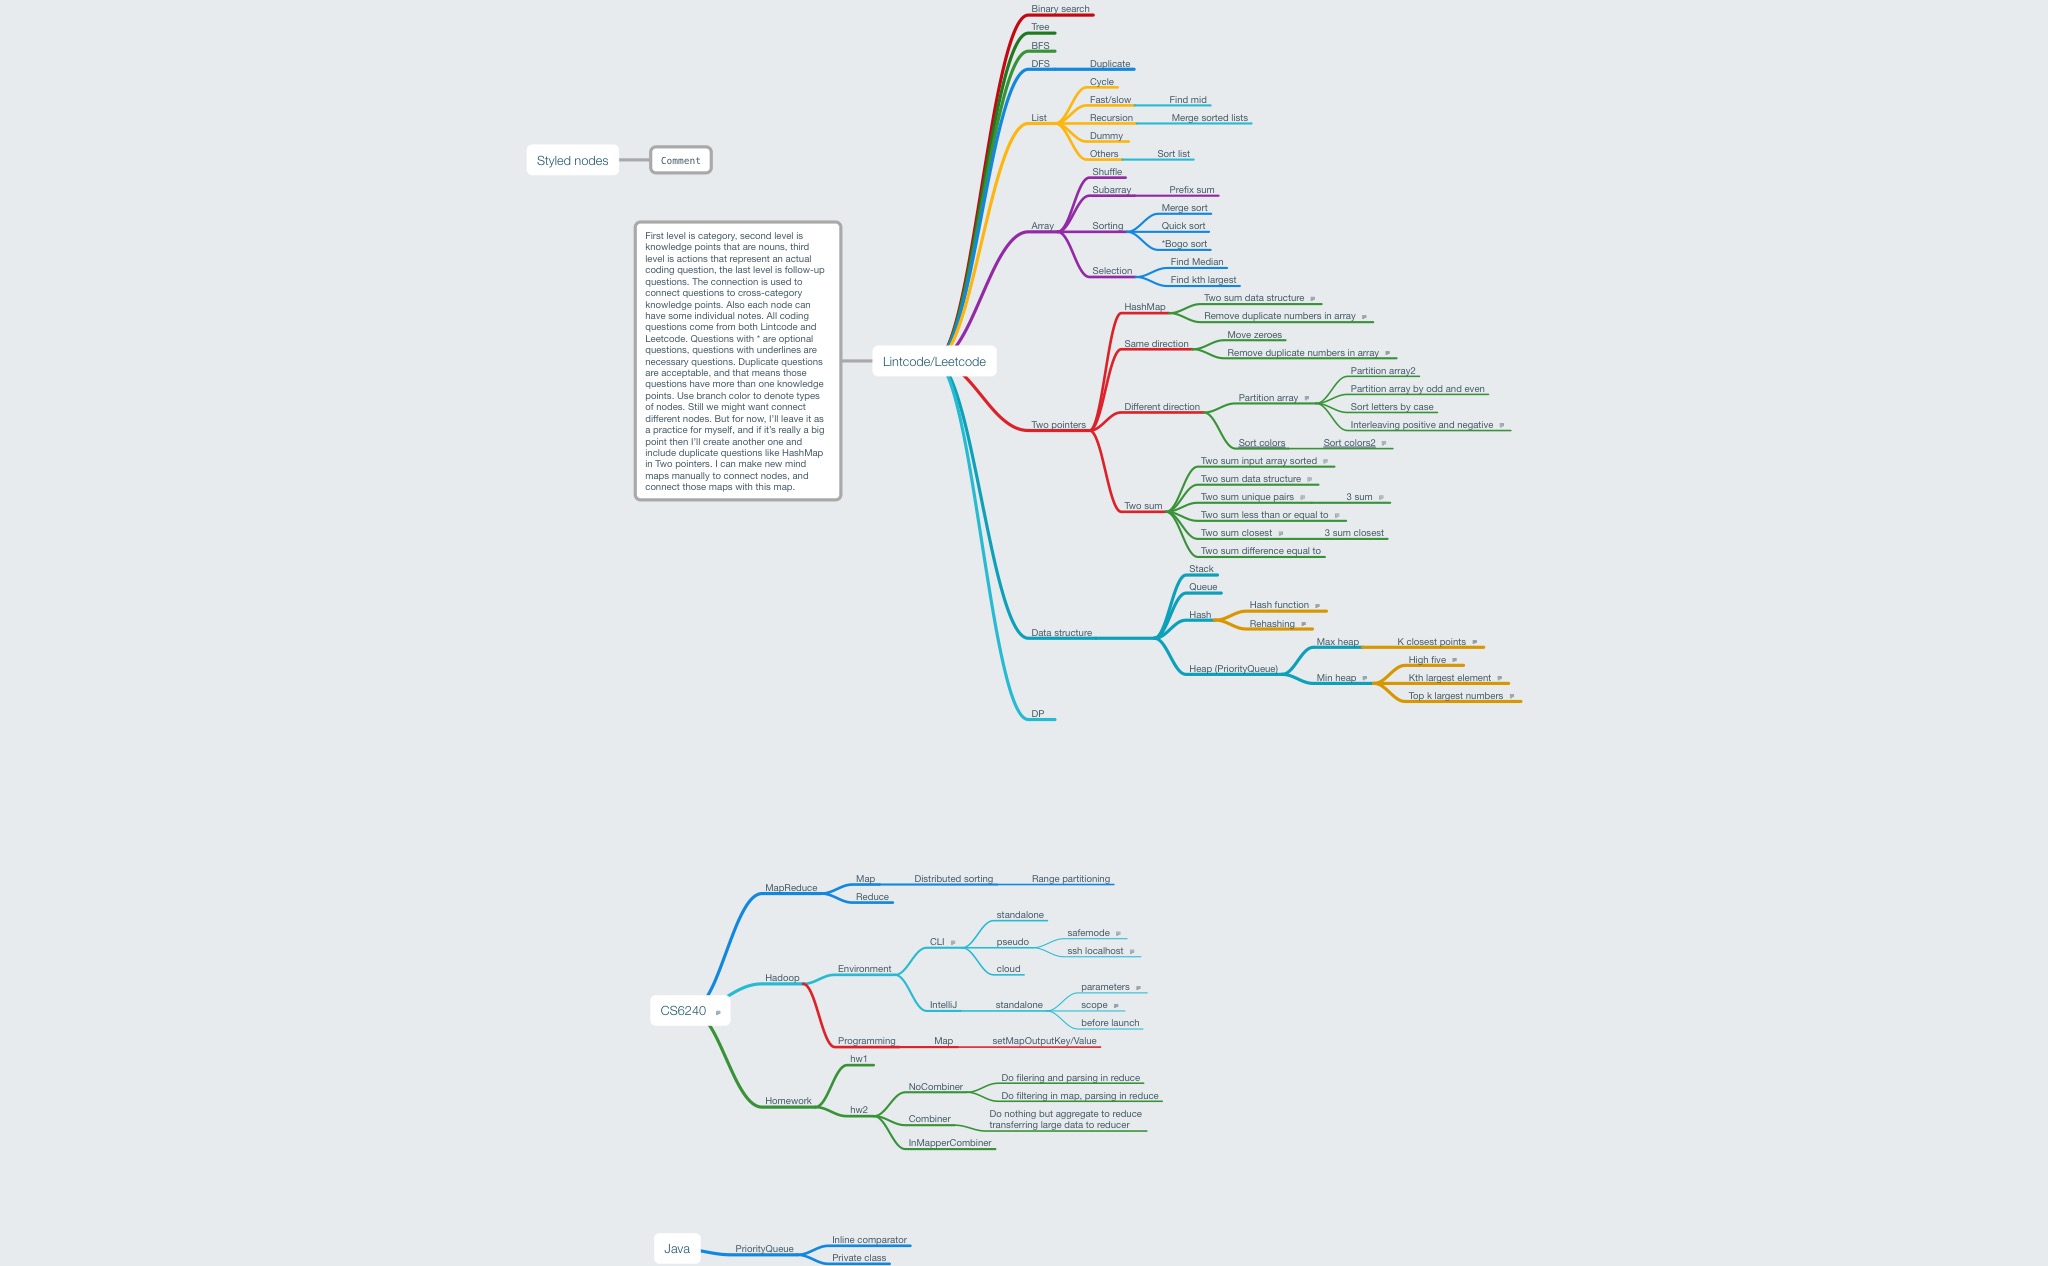 Binary search
Tree
BFS
DFS
Duplicate
Cycle
Fast/slow
Find mid
List
Recursion
Merge sorted lists
Dummy
Others
Sort list
Styled nodes
Comment
Shuffle
Subarray
Prefix sum
Array
Sorting
Merge sort
Quick sort
*Bogo sort
Selection
Find Median
Find kth largest
First level is category, second level is
knowledge points that are nouns, third
level is actions that represent an actual
coding question, the last level is follow-up
questions. The connection is used to
connect questions to cross-category
knowledge points. Also each node can
have some individual notes. All coding
questions come from both Lintcode and
Leetcode. Questions with * are optional
questions, questions with underlines are
necessary questions. Duplicate questions
are acceptable, and that means those
questions have more than one knowledge
points. Use branch color to denote types
of nodes. Still we might want connect
different nodes. But for now, I'll leave it as
a practice for myself, and if it's really a big
point then I'll create another one and
include duplicate questions like HashMap
in Two pointers. I can make new mind
maps manually to connect nodes, and
connect those maps with this map.
Lintcode/Leetcode
Two pointers
HashMap
Two sum data structure
Remove duplicate numbers in array
Same direction
Move zeroes
Remove duplicate numbers in array
Different direction
Partition array
Partition array2
Partition array by odd and even
Sort letters by case
Interleaving positive and negative
Sort colors
Sort colors2
Two sum
Two sum input array sorted
Two sum data structure
Two sum unique pairs
3 sum
Two sum less than or equal to
Two sum closest
3 sum closest
Two sum difference equal to
Data structure
Stack
Queue
Hash
Hash function
Rehashing
Heap (PriorityQueue)
Max heap
K closest points
Min heap
High five
Kth largest element
Top k largest numbers
DP
CS6240
MapReduce
Map
Distributed sorting
Range partitioning
Reduce
Hadoop
Environment
CLI
standalone
pseudo
safemode
ssh localhost
cloud
IntelliJ
standalone
parameters
scope
before launch
Programming
Map
setMapOutputKey/Value
Homework
hw1
hw2
NoCombiner
Do filering and parsing in reduce
Do filtering in map, parsing in reduce
Combiner
Do nothing but aggregate to reduce
transferring large data to reducer
InMapperCombiner
Java
PriorityQueue
Inline comparator
Private class